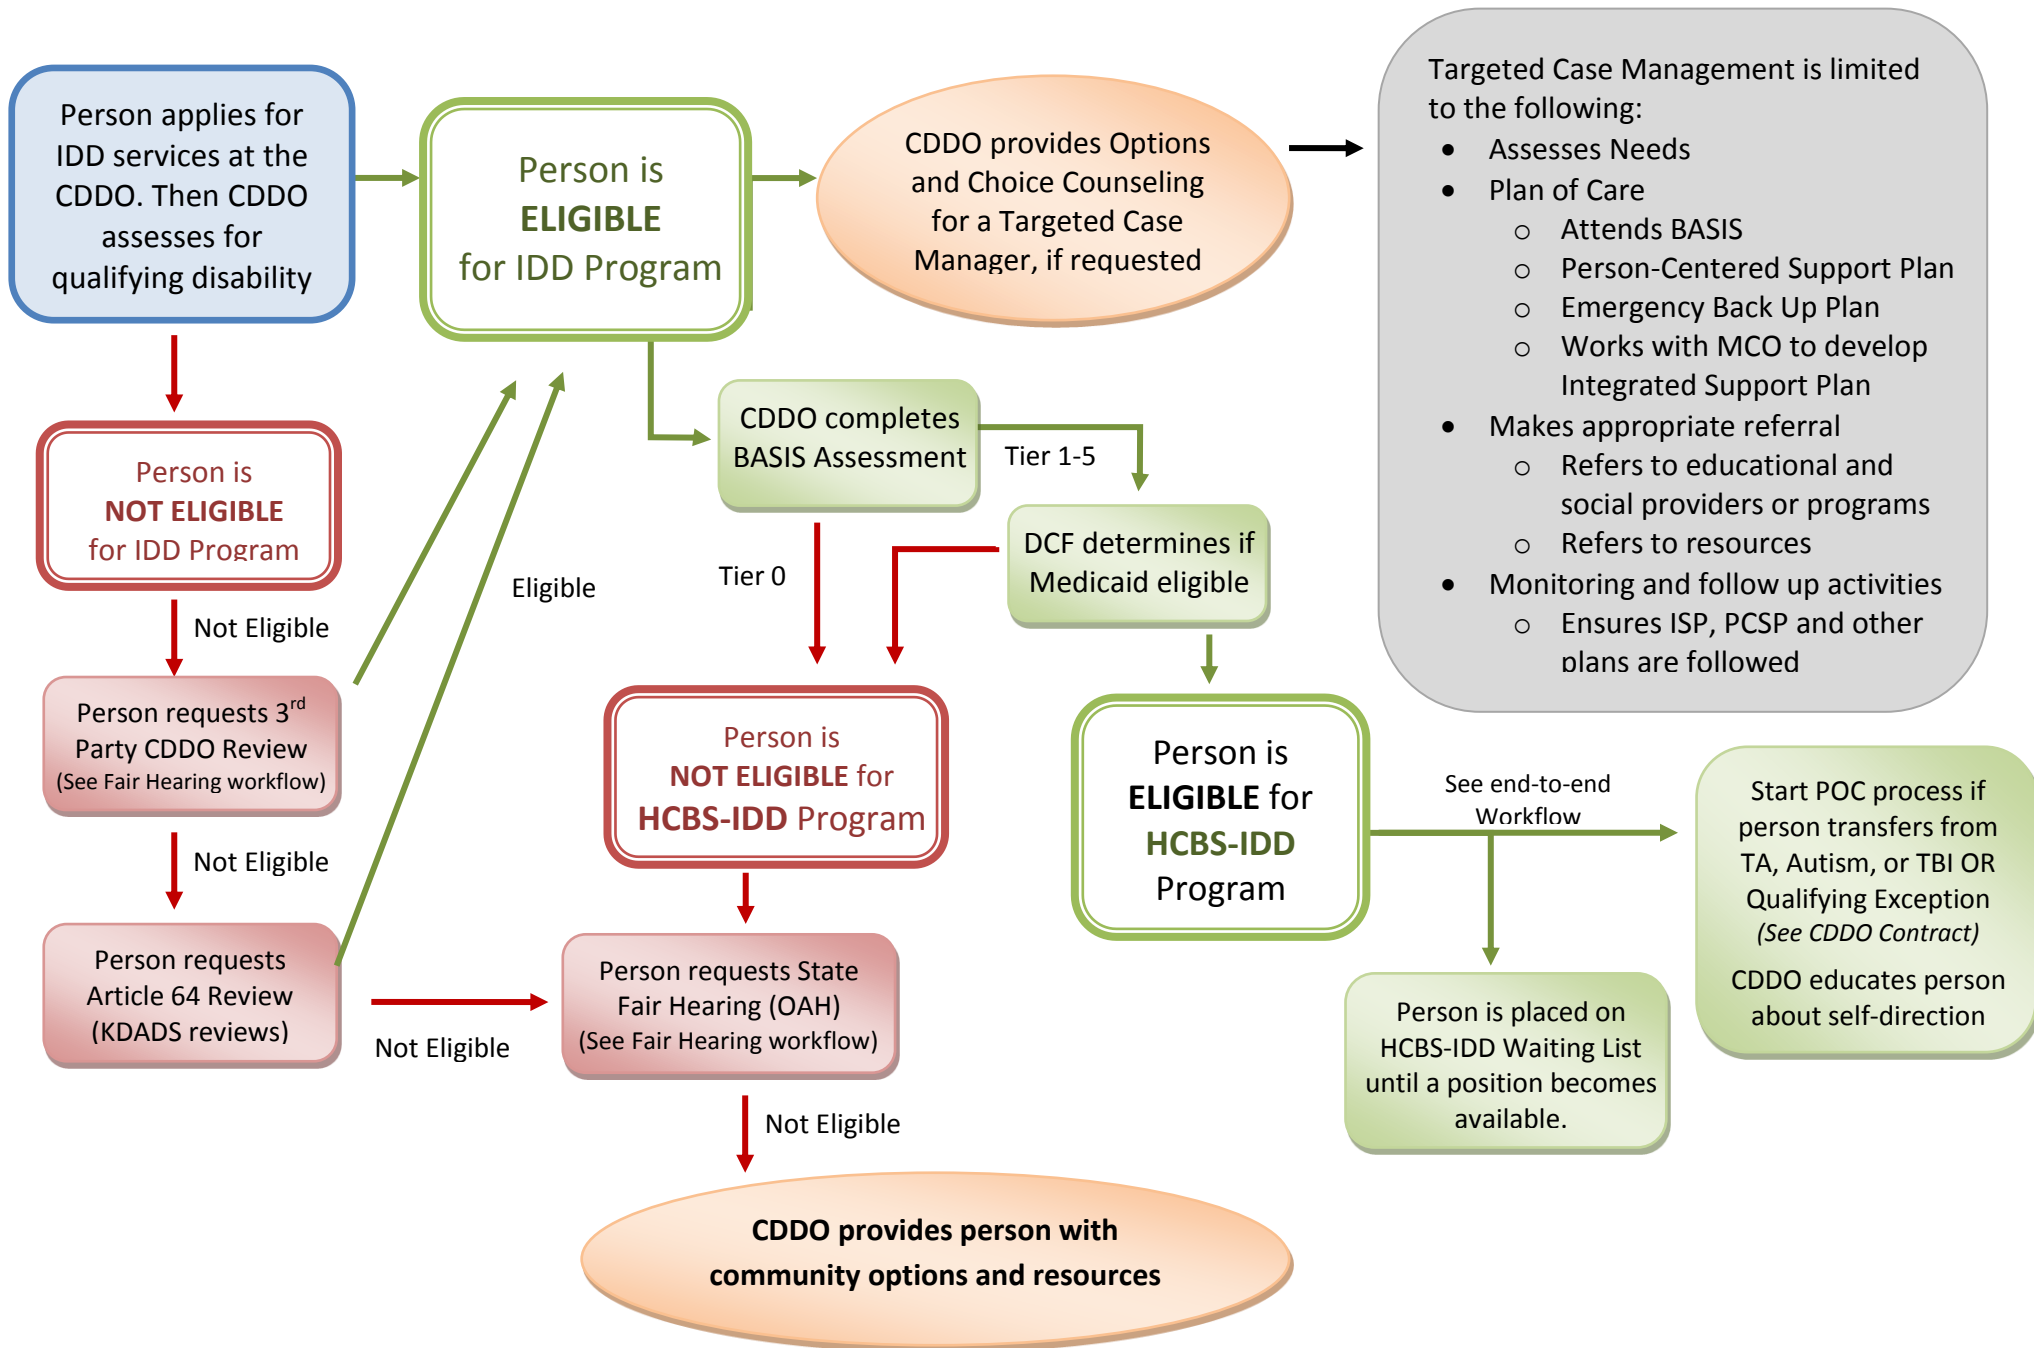 Person applies for
IDD services at the
CDDO. Then CDDO
assesses for
qualifying disability
Person is
ELIGIBLE
for IDD Program
CDDO provides Options
and Choice Counseling
for a Targeted Case
Manager, if requested
Targeted Case Management is limited
to the following:
• Assesses Needs
• Plan of Care
o Attends BASIS
o Person-Centered Support Plan
o Emergency Back Up Plan
o Works with MCO to develop
Integrated Support Plan
• Makes appropriate referral
o Refers to educational and
social providers or programs
o Refers to resources
• Monitoring and follow up activities
o Ensures ISP, PCSP and other
plans are followed
Person is
NOT ELIGIBLE
for IDD Program
CDDO completes
BASIS Assessment
Tier 1-5
Tier 0
DCF determines if
Medicaid eligible
Eligible
Not Eligible
Person requests 3rd
Party CDDO Review
(See Fair Hearing workflow)
Not Eligible
Person requests
Article 64 Review
(KDADS reviews)
Not Eligible
Person is
NOT ELIGIBLE for
HCBS-IDD Program
Person requests State
Fair Hearing (OAH)
(See Fair Hearing workflow)
Not Eligible
Person is
ELIGIBLE for
HCBS-IDD
Program
See end-to-end
Workflow
Start POC process if
person transfers from
TA, Autism, or TBI OR
Qualifying Exception
(See CDDO Contract)
CDDO educates person
about self-direction
Person is placed on
HCBS-IDD Waiting List
until a position becomes
available.
CDDO provides person with
community options and resources